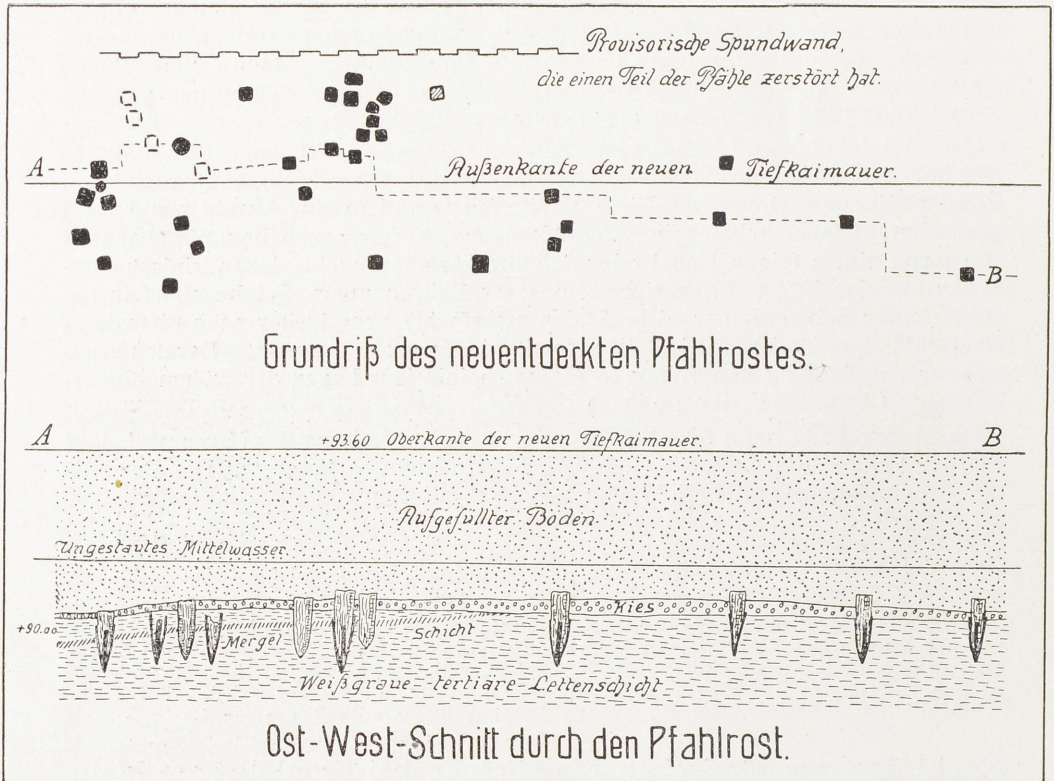 Provisorische Spundwand,
die einen Teil der Pfähle zerstört hat.
A
Außenkante der neuen Tiefkaimauer.
B
Grundriß des neuentdeckten Pfahlrostes.
A +93.60 Oberkante der neuen Tiefkaimauer. B
Aufgefüllter Boden
Ungestautes Mittelwasser.
Kies
+90.00
Mergel Schicht
Weißgraue tertiäre Lettenschicht
Ost-West-Schnitt durch den Pfahlrost.